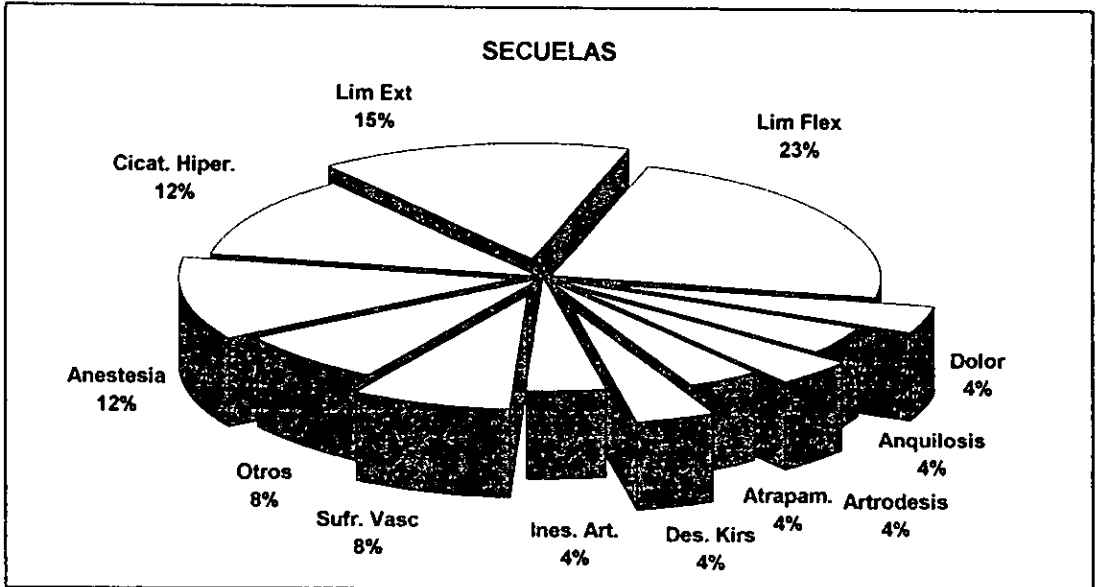 SECUELAS
Lim Ext
15%
Lim Flex
23%
Cicat. Hiper.
12%
Anestesia
12%
Otros
8%
Sufr. Vasc
8%
Ines. Art.
4%
Des. Kirs
4%
Atrapam.
4%
Artrodesis
4%
Anquilosis
4%
Dolor
4%